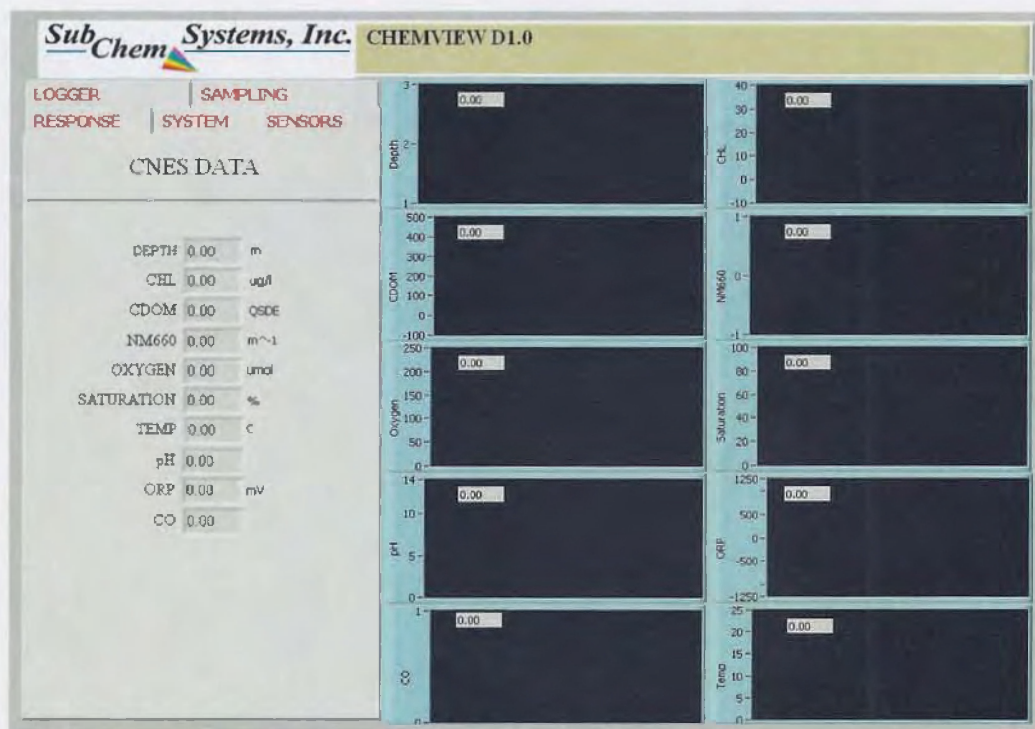 SubChem Systems, Inc. CHEMVIEW D1.0
LOGGER SAMPLING
RESPONSE SYSTEM SENSORS
CNES DATA
DEPTH 0.00 m
CHL 0.00 ug/l
CDOM 0.00 QSDE
NM660 0.00 m^-1
OXYGEN 0.00 umol
SATURATION 0.00 %
TEMP 0.00 C
pH 0.00
ORP 0.00 mV
CO 0.00
Depth
3
2
1
0.00
CHL
40
30
20
10
0
-10
0.00
CDOM
500
400
300
200
100
0
-100
0.00
NM660
1
0
-1
0.00
Oxygen
250
200
150
100
50
0
0.00
Saturation
100
80
60
40
20
0
0.00
pH
14
10
5
0
0.00
ORP
1250
500
0
-500
-1250
0.00
CO
1
0
0.00
Temp
25
20
15
10
5
0
0.00